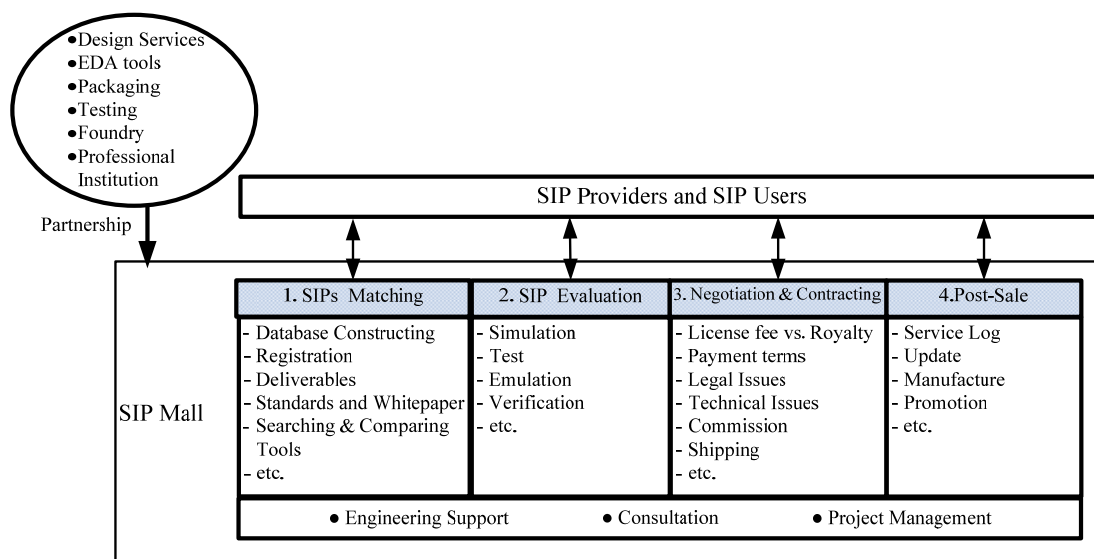 ●Design Services
●EDA tools
●Packaging
●Testing
●Foundry
●Professional
Institution
Partnership
SIP Providers and SIP Users
SIP Mall
1. SIPs Matching
- Database Constructing
- Registration
- Deliverables
- Standards and Whitepaper
- Searching & Comparing
Tools
- etc.
2. SIP Evaluation
- Simulation
- Test
- Emulation
- Verification
- etc.
3. Negotiation & Contracting
- License fee vs. Royalty
- Payment terms
- Legal Issues
- Technical Issues
- Commission
- Shipping
- etc.
4.Post-Sale
- Service Log
- Update
- Manufacture
- Promotion
- etc.
● Engineering Support ● Consultation ● Project Management